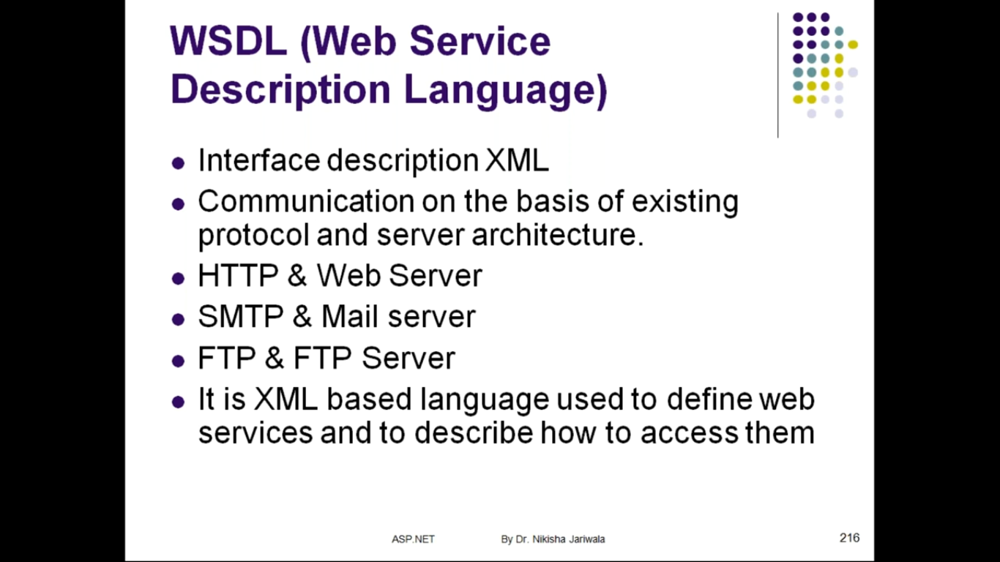 WSDL (Web Service
Description Language)
Interface description XML
Communication on the basis of existing
protocol and server architecture.
HTTP & Web Server
SMTP & Mail server
FTP & FTP Server
It is XML based language used to define web
services and to describe how to access them
ASP.NET By Dr. Nikisha Jariwala 216